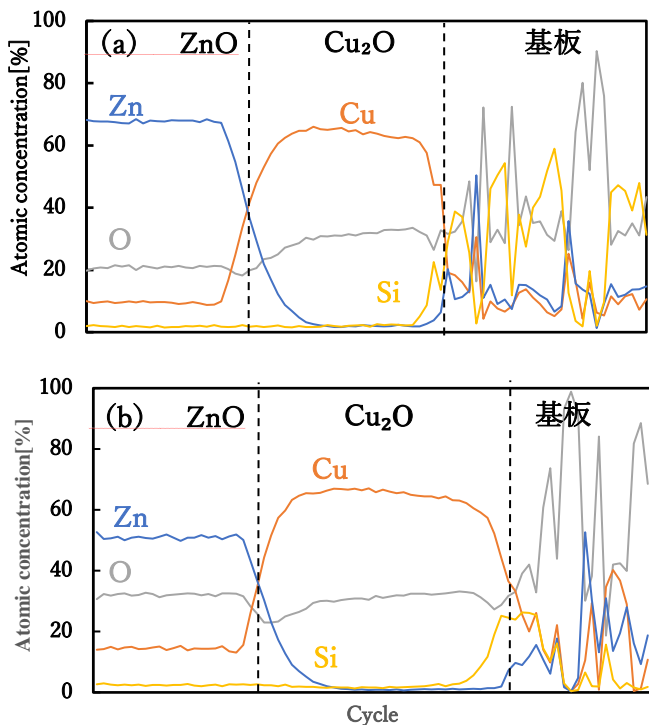 100
(a)
ZnO
Cu₂O
基板
80
Zn
Cu
60
40
O
20
Si
0
Atomic concentration[%]
100
(b)
ZnO
Cu₂O
基板
80
Cu
60
Zn
40
O
20
Si
0
Atomic concentration[%]
Cycle